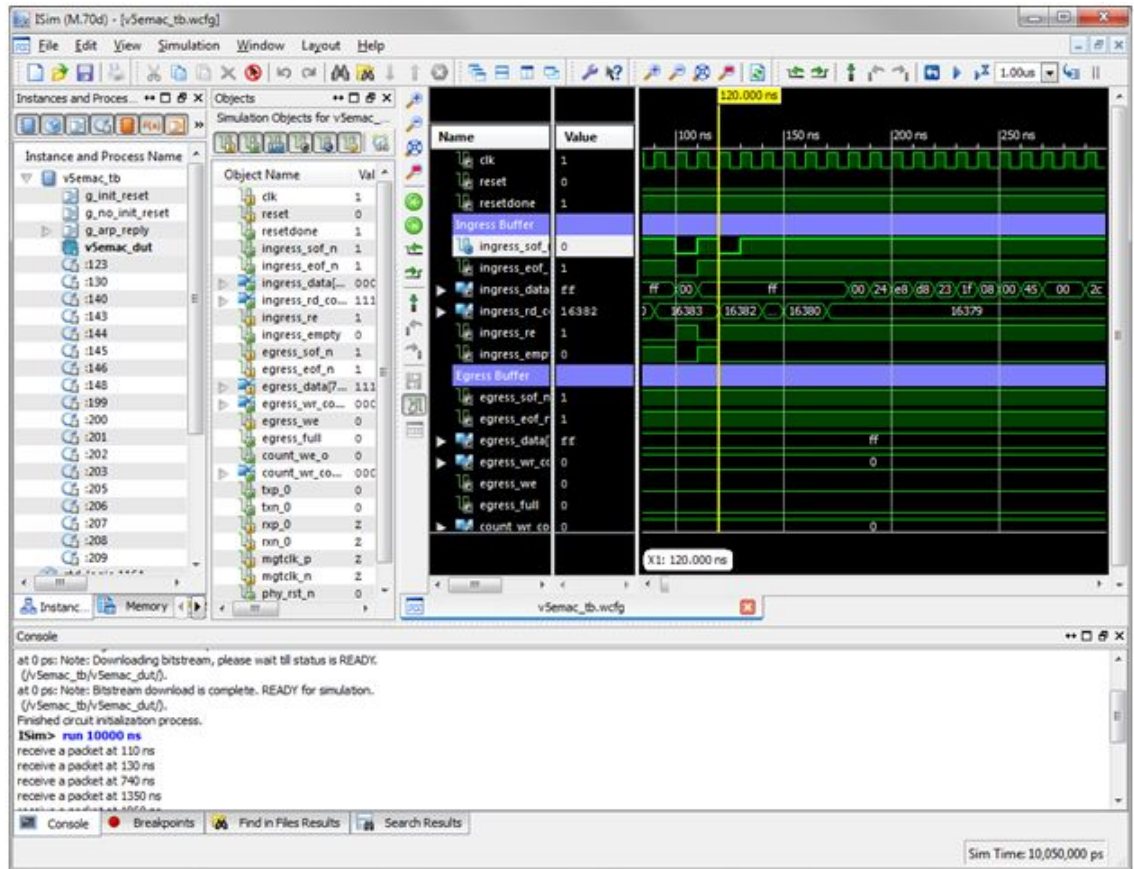 ISim (M.70d) - [v5emac_tb.wcfg]
File Edit View Simulation Window Layout Help
1.00us
Instances and Proces...
Instance and Process Name
v5emac_tb
g_init_reset
g_no_init_reset
g_arp_reply
v5emac_dut
:123
:130
:140
:143
:144
:145
:146
:148
:199
:200
:201
:202
:203
:205
:206
:207
:208
:209
Instanc... Memory
Objects
Simulation Objects for v5emac_...
Object Name Val
clk 1
reset 0
resetdone 1
ingress_sof_n 1
ingress_eof_n 1
ingress_data[... 000
ingress_rd_co... 111
ingress_re 1
ingress_empty 0
egress_sof_n 1
egress_eof_n 1
egress_data[7... 111
egress_wr_co... 000
egress_we 0
egress_full 0
count_we_o 0
count_wr_co... 000
txp_0 0
txn_0 0
rxp_0 Z
rxn_0 Z
mgtclk_p Z
mgtclk_n Z
phy_rst_n 0
120.000 ns
Name Value
100 ns 150 ns 200 ns 250 ns
clk 1
reset 0
resetdone 1
Ingress Buffer
ingress_sof_ 0
ingress_eof_ 1
ingress_data ff ff 00 ff 00 24 e8 d8 23 1f 08 00 45 00 2c
ingress_rd_c 16382 0 16383 16382 ... 16380 16379
ingress_re 1
ingress_emp 0
Egress Buffer
egress_sof_n 1
egress_eof_r 1
egress_data[ ff ff
egress_wr_cc 0 0
egress_we 0
egress_full 0
count_wr_co 0 0
X1: 120.000 ns
v5emac_tb.wcfg
Console
at 0 ps: Note: Downloading bitstream, please wait till status is READY.
(/v5emac_tb/v5emac_dut/).
at 0 ps: Note: Bitstream download is complete. READY for simulation.
(/v5emac_tb/v5emac_dut/).
Finished circuit initialization process.
ISim> run 10000 ns
receive a packet at 110 ns
receive a packet at 130 ns
receive a packet at 740 ns
receive a packet at 1350 ns
Console Breakpoints Find in Files Results Search Results
Sim Time: 10,050,000 ps